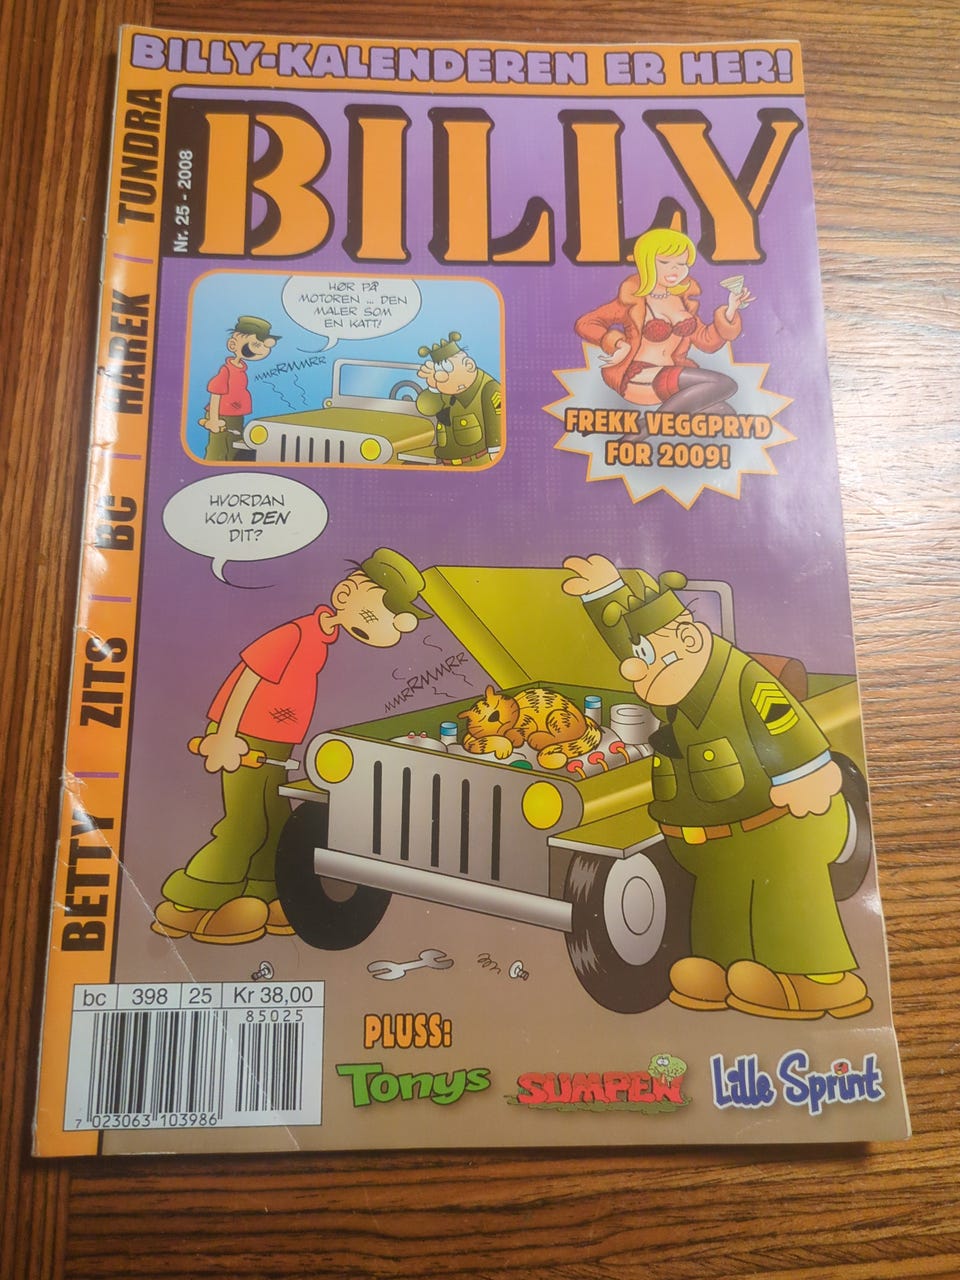 BILLY-KALENDEREN ER HER!
BILLY
Nr. 25 - 2008
BETTY | ZITS | BC | HÅREK | TUNDRA
HØR PÅ
MOTOREN ... DEN
MALER SOM
EN KATT!
MMRRMMRR
FREKK VEGGPRYD
FOR 2009!
HVORDAN
KOM DEN
DIT?
MMRRMMRR
bc 398 25 Kr 38,00
85025
7 023063 103986
PLUSS:
TONYS
SUMPEN
Lille Sprint